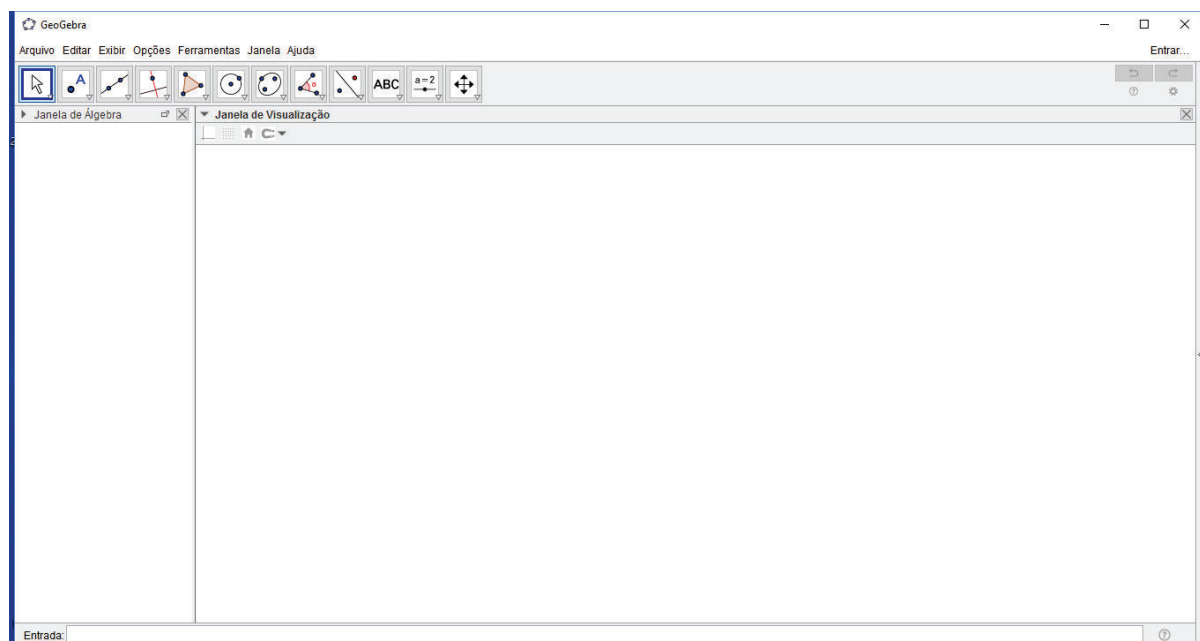 GeoGebra
Arquivo Editar Exibir Opções Ferramentas Janela Ajuda
Entrar...
A
ABC
a=2
Janela de Álgebra
Janela de Visualização
Entrada: